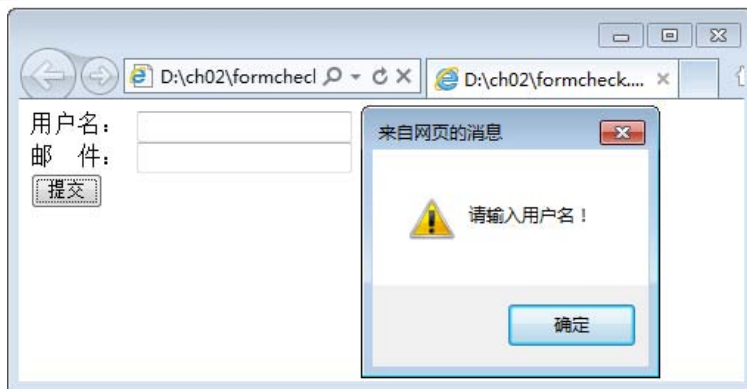 D:\ch02\formchecl
D:\ch02\formcheck....
用户名：
邮　件：
提交
来自网页的消息
请输入用户名！
确定